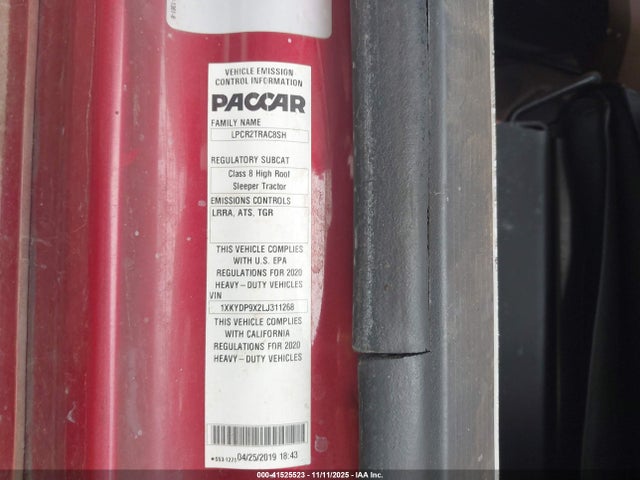 VEHICLE EMISSION
CONTROL INFORMATION
PACCAR
FAMILY NAME
LPCR2TRAC8SH
REGULATORY SUBCAT
Class 8 High Roof
Sleeper Tractor
EMISSIONS CONTROLS
LRRA, ATS, TGR
THIS VEHICLE COMPLIES
WITH U.S. EPA
REGULATIONS FOR 2020
HEAVY-DUTY VEHICLES
VIN
1XKYDP9X2LJ311268
THIS VEHICLE COMPLIES
WITH CALIFORNIA
REGULATIONS FOR 2020
HEAVY-DUTY VEHICLES
04/25/2019 18:43
000-41525523 - 11/11/2025 - IAA Inc.